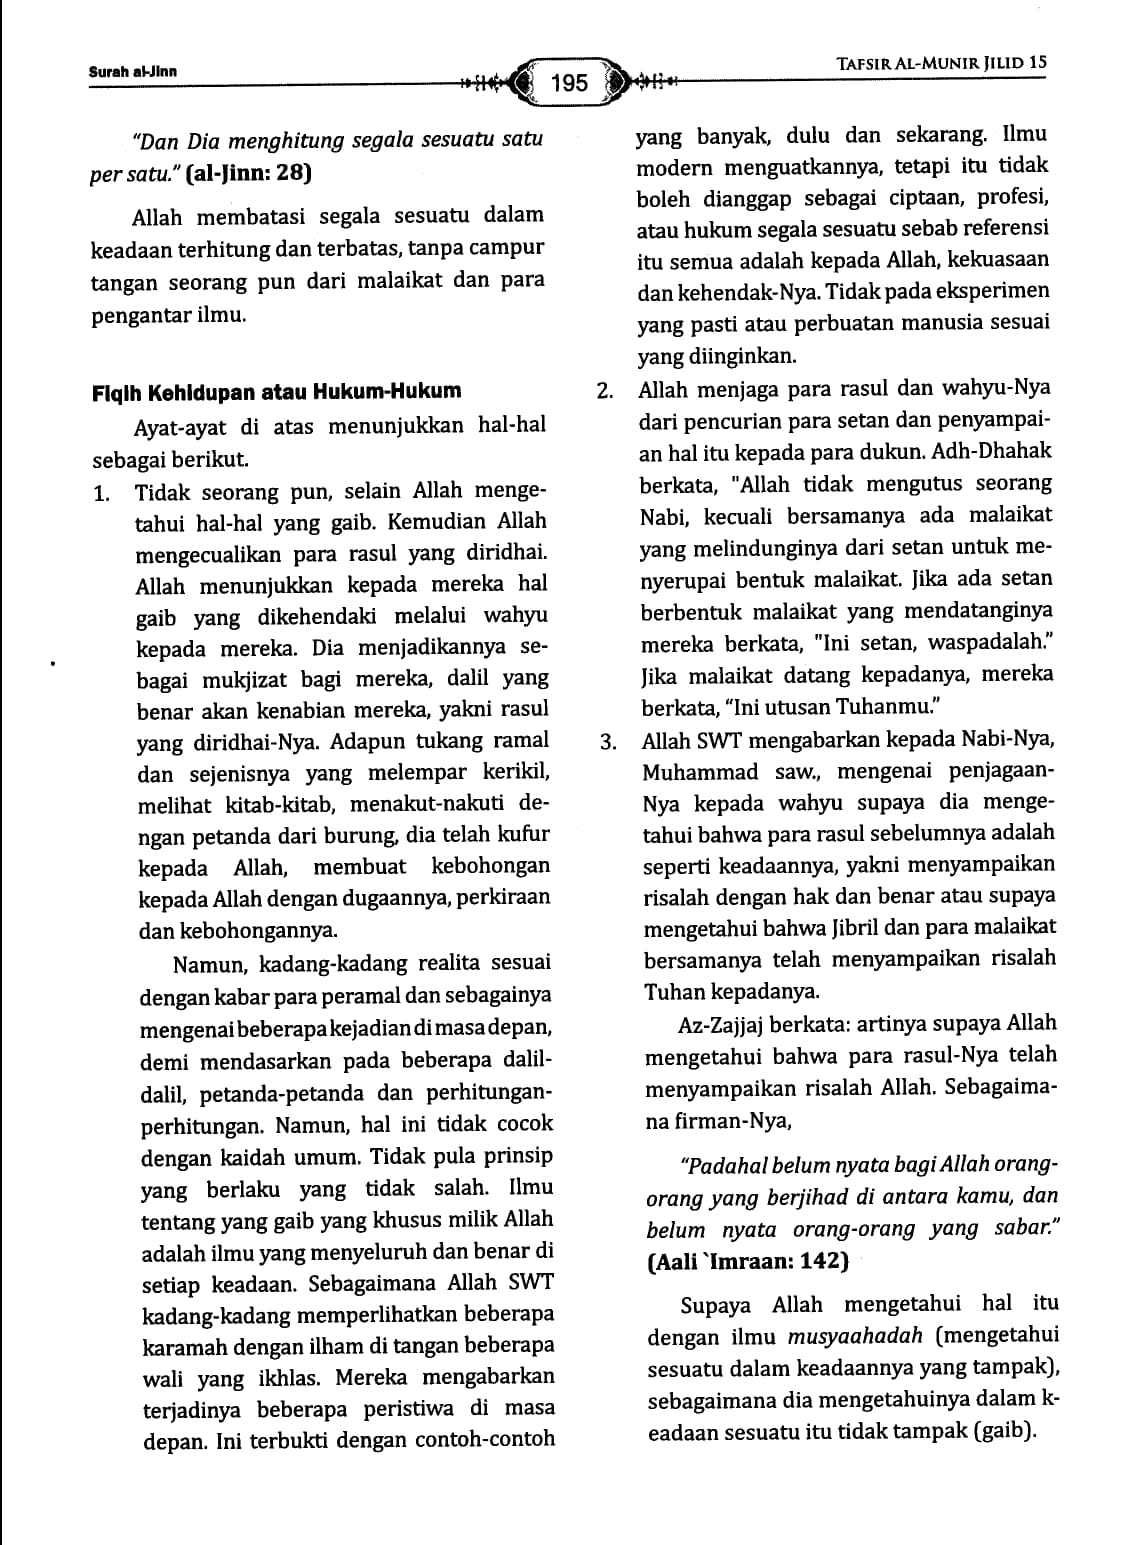 Surah al-Jinn
195
TAFSIR AL-MUNIR JILID 15
“Dan Dia menghitung segala sesuatu satu
per satu.” (al-Jinn: 28)
Allah membatasi segala sesuatu dalam
keadaan terhitung dan terbatas, tanpa campur
tangan seorang pun dari malaikat dan para
pengantar ilmu.
Fiqih Kehidupan atau Hukum-Hukum
Ayat-ayat di atas menunjukkan hal-hal
sebagai berikut.
1. Tidak seorang pun, selain Allah menge-
tahui hal-hal yang gaib. Kemudian Allah
mengecualikan para rasul yang diridhai.
Allah menunjukkan kepada mereka hal
gaib yang dikehendaki melalui wahyu
kepada mereka. Dia menjadikannya se-
bagai mukjizat bagi mereka, dalil yang
benar akan kenabian mereka, yakni rasul
yang diridhai-Nya. Adapun tukang ramal
dan sejenisnya yang melempar kerikil,
melihat kitab-kitab, menakut-nakuti de-
ngan petanda dari burung, dia telah kufur
kepada Allah, membuat kebohongan
kepada Allah dengan dugaannya, perkiraan
dan kebohongannya.
Namun, kadang-kadang realita sesuai
dengan kabar para peramal dan sebagainya
mengenai beberapa kejadian di masa depan,
demi mendasarkan pada beberapa dalil-
dalil, petanda-petanda dan perhitungan-
perhitungan. Namun, hal ini tidak cocok
dengan kaidah umum. Tidak pula prinsip
yang berlaku yang tidak salah. Ilmu
tentang yang gaib yang khusus milik Allah
adalah ilmu yang menyeluruh dan benar di
setiap keadaan. Sebagaimana Allah SWT
kadang-kadang memperlihatkan beberapa
karamah dengan ilham di tangan beberapa
wali yang ikhlas. Mereka mengabarkan
terjadinya beberapa peristiwa di masa
depan. Ini terbukti dengan contoh-contoh
yang banyak, dulu dan sekarang. Ilmu
modern menguatkannya, tetapi itu tidak
boleh dianggap sebagai ciptaan, profesi,
atau hukum segala sesuatu sebab referensi
itu semua adalah kepada Allah, kekuasaan
dan kehendak-Nya. Tidak pada eksperimen
yang pasti atau perbuatan manusia sesuai
yang diinginkan.
2. Allah menjaga para rasul dan wahyu-Nya
dari pencurian para setan dan penyampai-
an hal itu kepada para dukun. Adh-Dhahak
berkata, "Allah tidak mengutus seorang
Nabi, kecuali bersamanya ada malaikat
yang melindunginya dari setan untuk me-
nyerupai bentuk malaikat. Jika ada setan
berbentuk malaikat yang mendatanginya
mereka berkata, "Ini setan, waspadalah.”
Jika malaikat datang kepadanya, mereka
berkata, “Ini utusan Tuhanmu.”
3. Allah SWT mengabarkan kepada Nabi-Nya,
Muhammad saw., mengenai penjagaan-
Nya kepada wahyu supaya dia menge-
tahui bahwa para rasul sebelumnya adalah
seperti keadaannya, yakni menyampaikan
risalah dengan hak dan benar atau supaya
mengetahui bahwa Jibril dan para malaikat
bersamanya telah menyampaikan risalah
Tuhan kepadanya.
Az-Zajjaj berkata: artinya supaya Allah
mengetahui bahwa para rasul-Nya telah
menyampaikan risalah Allah. Sebagaima-
na firman-Nya,
“Padahal belum nyata bagi Allah orang-
orang yang berjihad di antara kamu, dan
belum nyata orang-orang yang sabar.”
(Aali `Imraan: 142)
Supaya Allah mengetahui hal itu
dengan ilmu musyaahadah (mengetahui
sesuatu dalam keadaannya yang tampak),
sebagaimana dia mengetahuinya dalam k-
eadaan sesuatu itu tidak tampak (gaib).